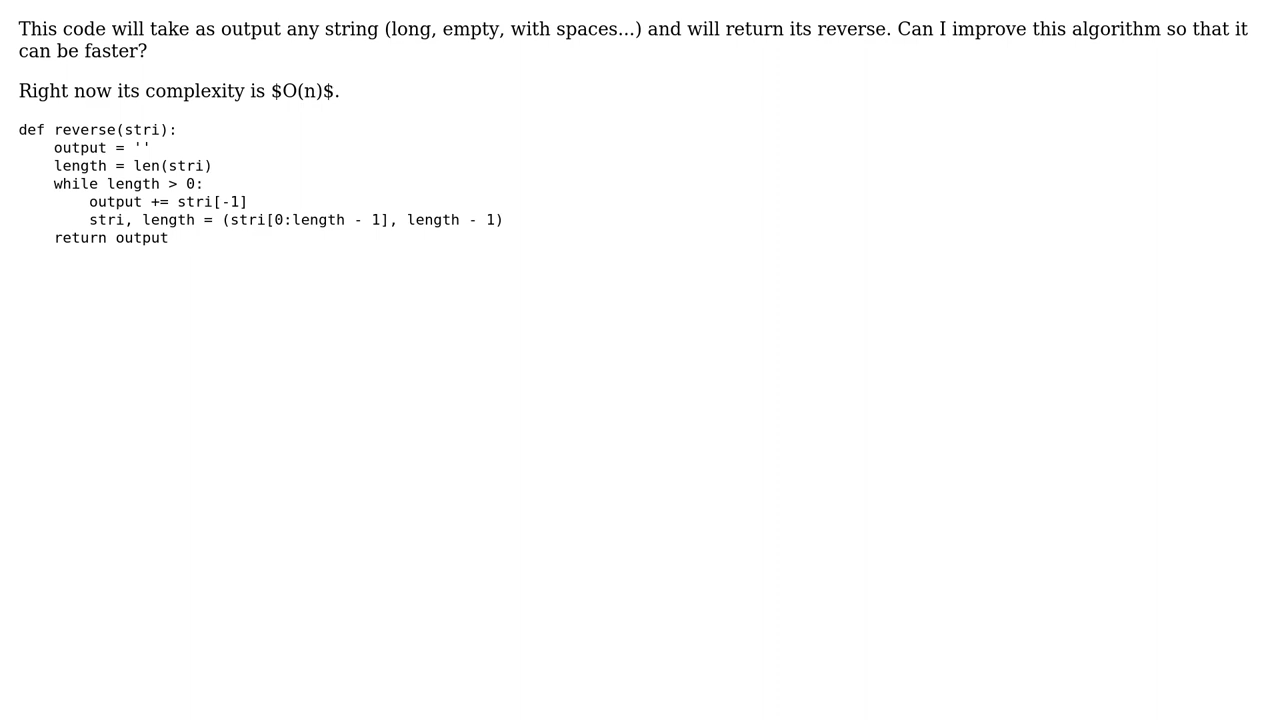 This code will take as output any string (long, empty, with spaces...) and will return its reverse. Can I improve this algorithm so that it
can be faster?
Right now its complexity is $O(n)$.
def reverse(stri):
    output = ''
    length = len(stri)
    while length > 0:
        output += stri[-1]
        stri, length = (stri[0:length - 1], length - 1)
    return output